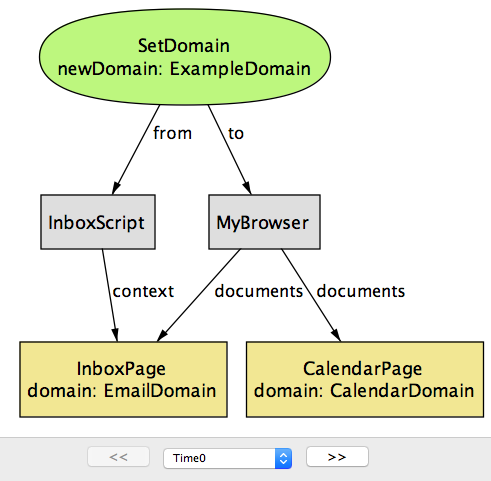 SetDomain
newDomain: ExampleDomain
from
to
InboxScript
MyBrowser
context
documents
documents
InboxPage
domain: EmailDomain
CalendarPage
domain: CalendarDomain
<<
Time0
>>